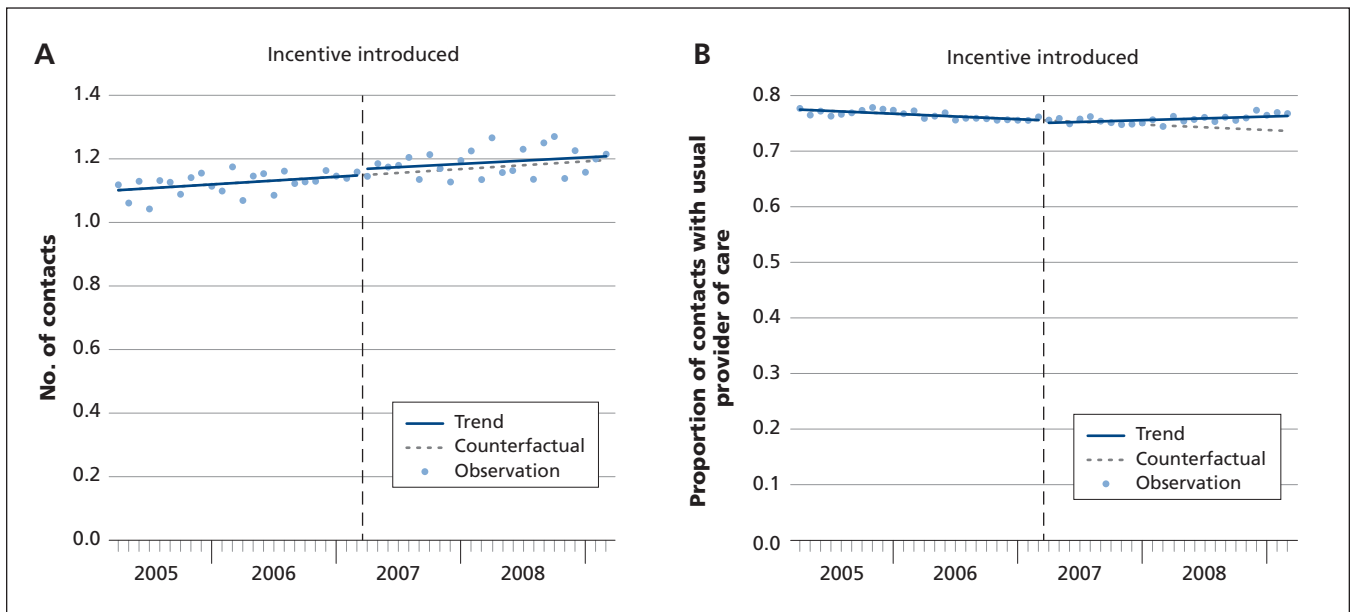 A
Incentive introduced
No. of contacts
1.4
1.2
1.0
0.8
0.6
0.4
0.2
0.0
Trend
Counterfactual
Observation
2005 2006 2007 2008
B
Incentive introduced
Proportion of contacts with usual
provider of care
0.8
0.7
0.6
0.5
0.4
0.3
0.2
0.1
0.0
Trend
Counterfactual
Observation
2005 2006 2007 2008